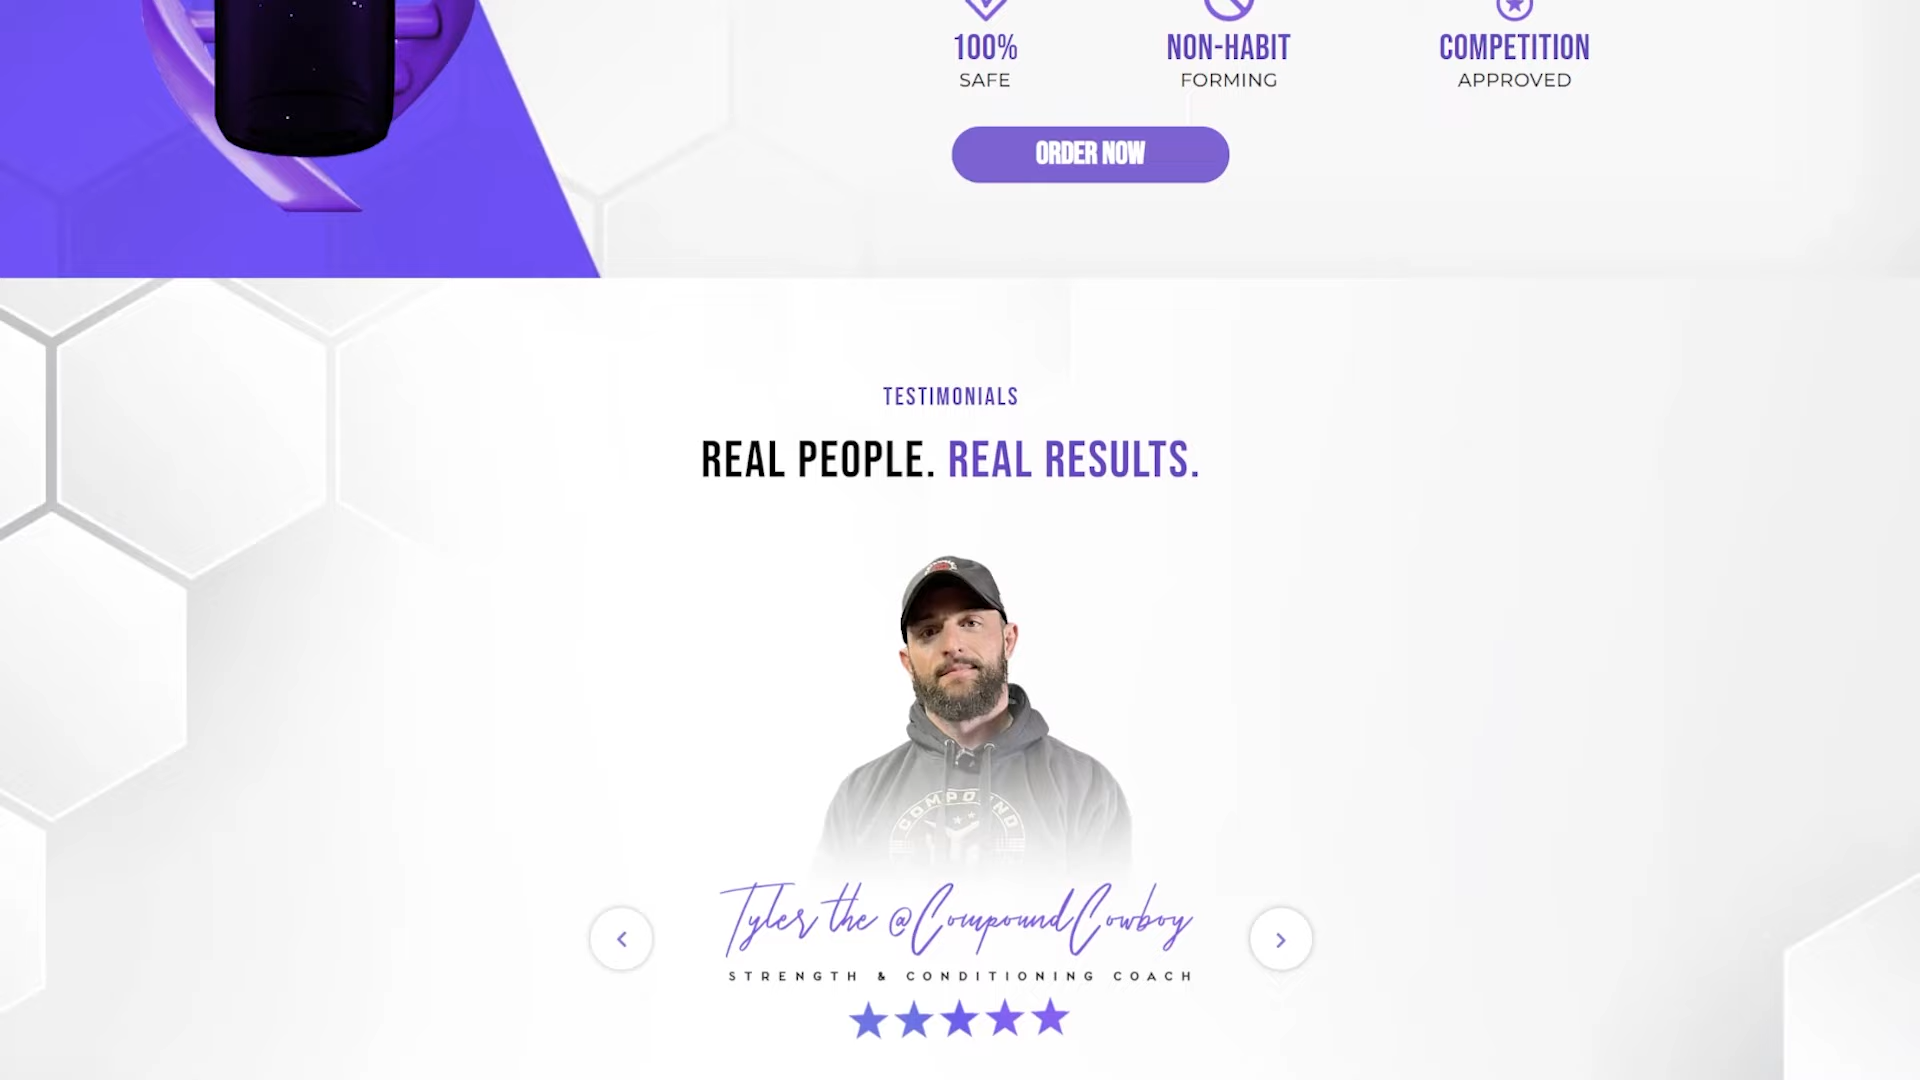 100%
SAFE
NON-HABIT
FORMING
COMPETITION
APPROVED
ORDER NOW
TESTIMONIALS
REAL PEOPLE. REAL RESULTS.
COMPOUND
Tyler the @CompoundCowboy
STRENGTH & CONDITIONING COACH